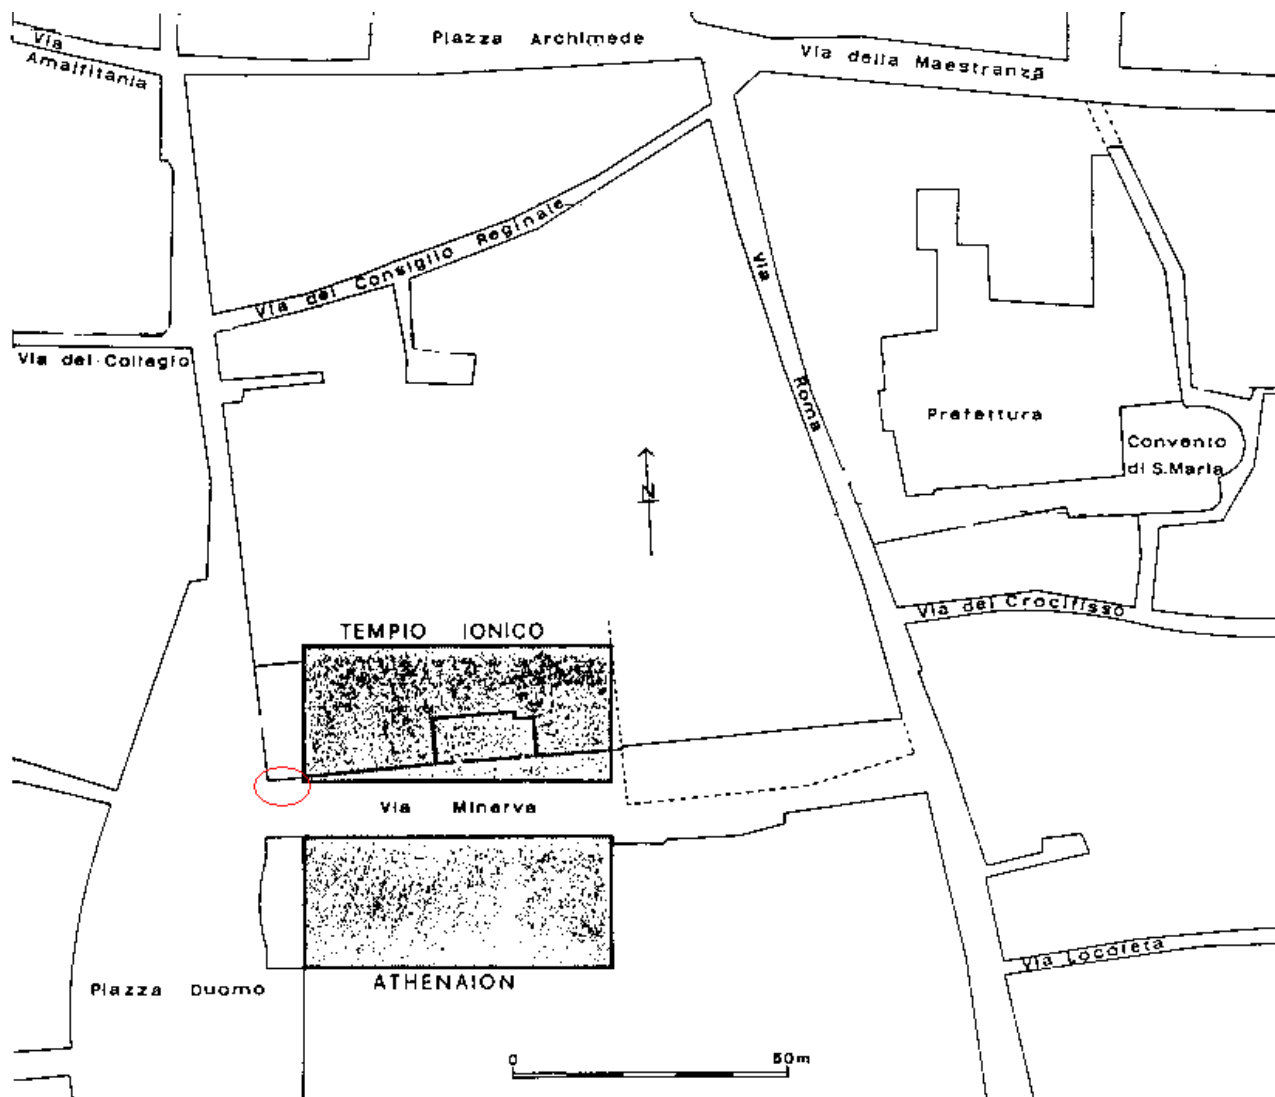 Via
Amalfitania
Piazza Archimede
Via della Maestranza
Via del Consiglio Reginale
Via del Collegio
Via
Roma
Prefettura
Convento
di S. Maria
N
Via del Crocifisso
TEMPIO IONICO
Via Minerva
ATHENAION
Piazza Duomo
Via Locoteta
0 50m